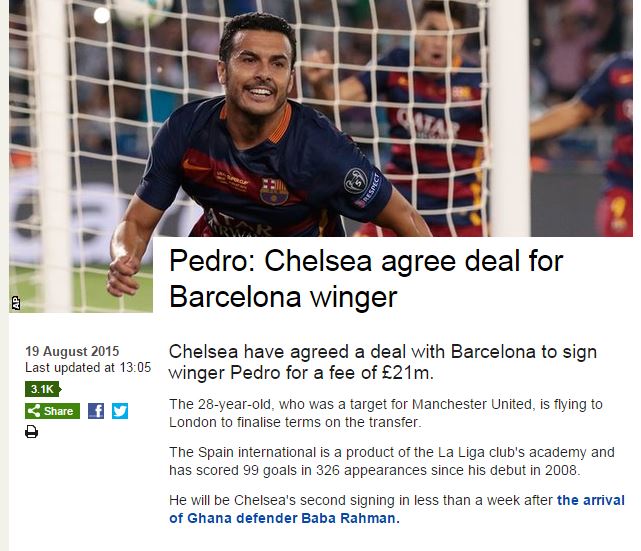 QATAR
RESPECT
QATAR
AP
Pedro: Chelsea agree deal for
Barcelona winger
19 August 2015
Last updated at 13:05
3.1K
Share
Chelsea have agreed a deal with Barcelona to sign
winger Pedro for a fee of £21m.
The 28-year-old, who was a target for Manchester United, is flying to
London to finalise terms on the transfer.
The Spain international is a product of the La Liga club's academy and
has scored 99 goals in 326 appearances since his debut in 2008.
He will be Chelsea's second signing in less than a week after the arrival
of Ghana defender Baba Rahman.